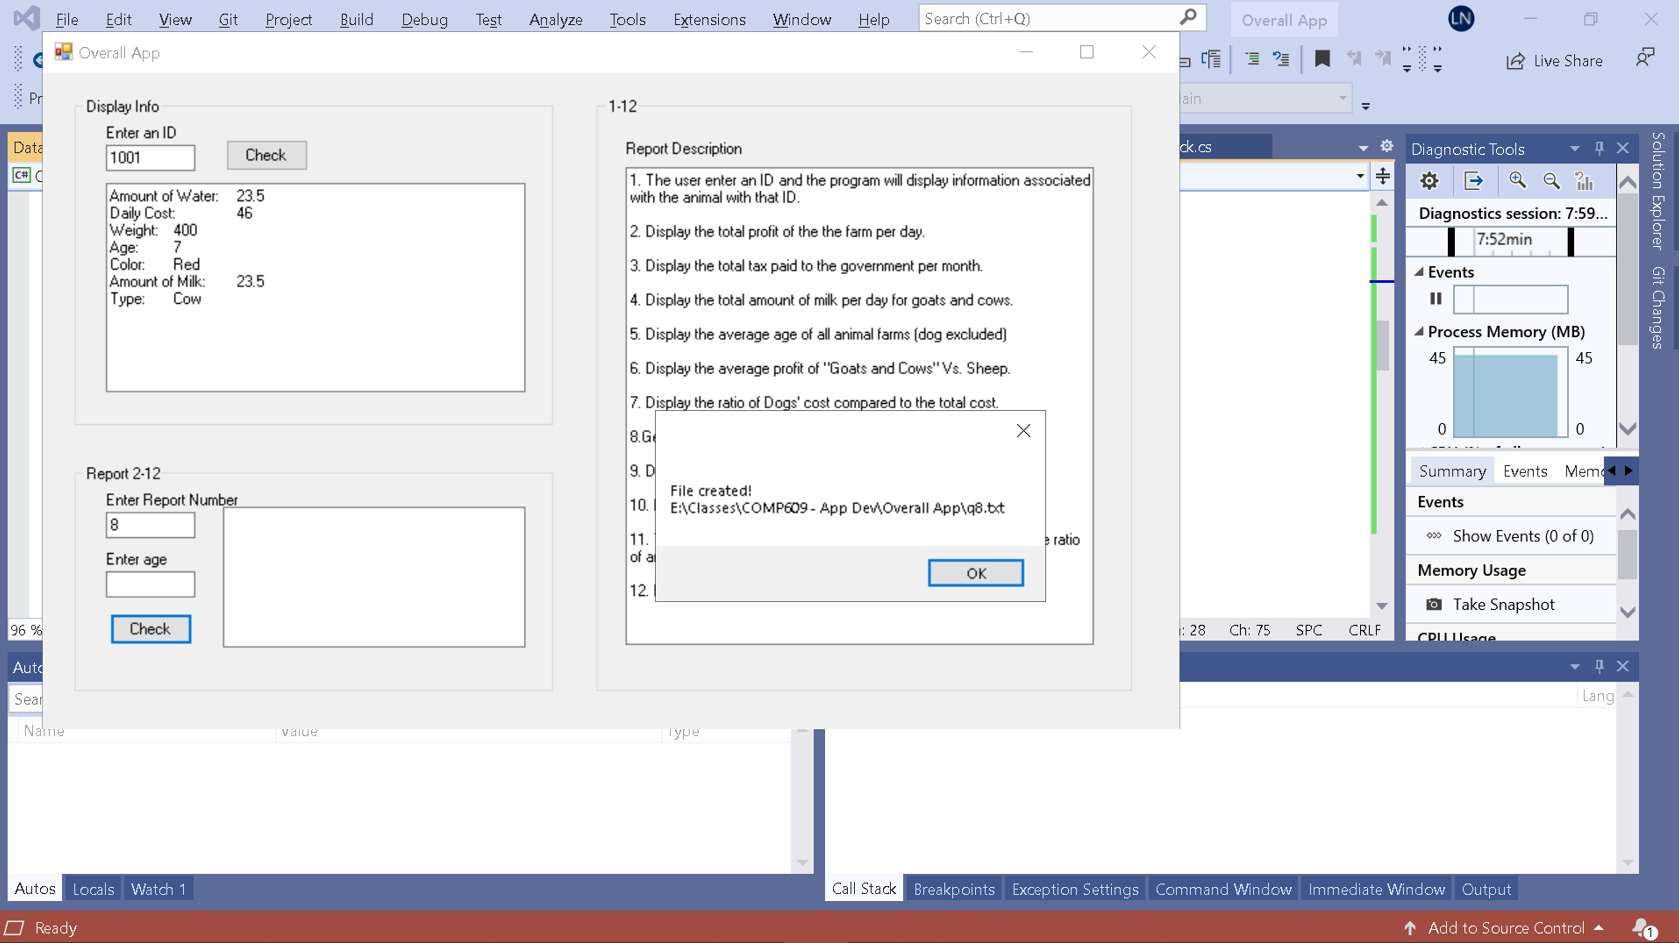 File Edit View Git Project Build Debug Test Analyze Tools Extensions Window Help Search (Ctrl+Q) Overall App LN
Overall App
Live Share
Display Info
Enter an ID
1001
Check
Amount of Water: 23.5
Daily Cost: 46
Weight: 400
Age: 7
Color: Red
Amount of Milk: 23.5
Type: Cow
Report 2-12
Enter Report Number
8
Enter age
Check
1-12
Report Description
1. The user enter an ID and the program will display information associated
with the animal with that ID.
2. Display the total profit of the the farm per day.
3. Display the total tax paid to the government per month.
4. Display the total amount of milk per day for goats and cows.
5. Display the average age of all animal farms (dog excluded)
6. Display the average profit of "Goats and Cows" Vs. Sheep.
7. Display the ratio of Dogs' cost compared to the total cost.
8.Ge
9. D
10.
11. e ratio
of a
12.
File created!
E:\Classes\COMP609 - App Dev\Overall App\q8.txt
OK
Data
C#
ck.cs
96 %
Ch: 75 SPC CRLF
Diagnostic Tools
Diagnostics session: 7:59...
7:52min
Events
Process Memory (MB)
45 45
0 0
Summary Events Memo
Events
Show Events (0 of 0)
Memory Usage
Take Snapshot
CPU Usage
Solution Explorer
Git Changes
Auto
Sear
Name Value Type
Lang
Autos Locals Watch 1
Call Stack Breakpoints Exception Settings Command Window Immediate Window Output
Ready
Add to Source Control
1